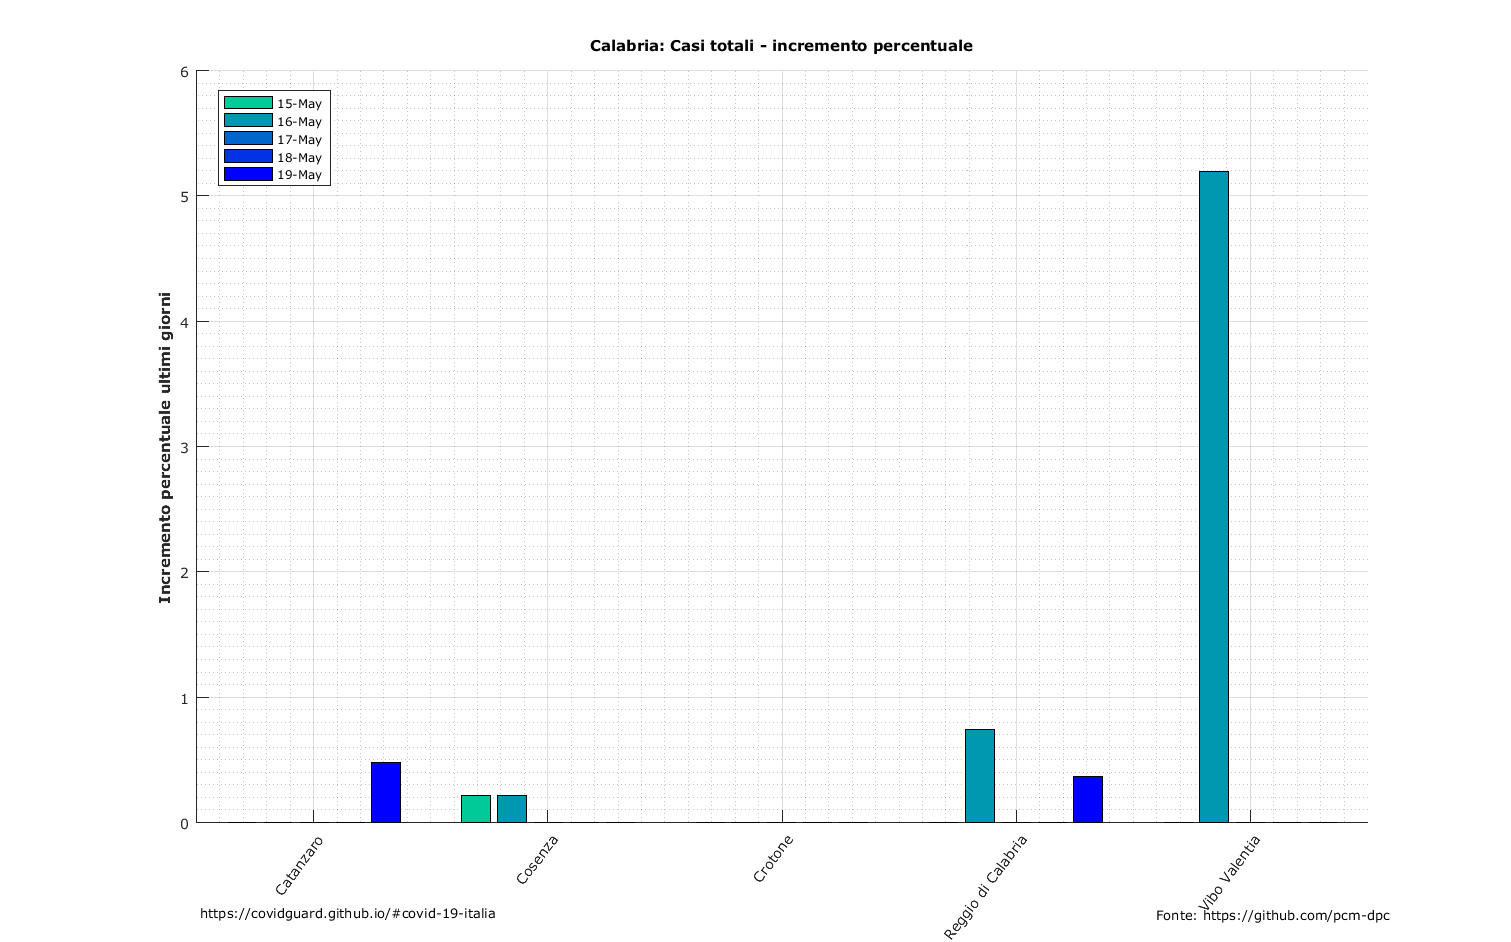 Calabria: Casi totali - incremento percentuale
6
5
4
3
2
1
0
Incremento percentuale ultimi giorni
15-May
16-May
17-May
18-May
19-May
Catanzaro
Cosenza
Crotone
Reggio di Calabria
Vibo Valentia
https://covidguard.github.io/#covid-19-italia
Fonte: https://github.com/pcm-dpc